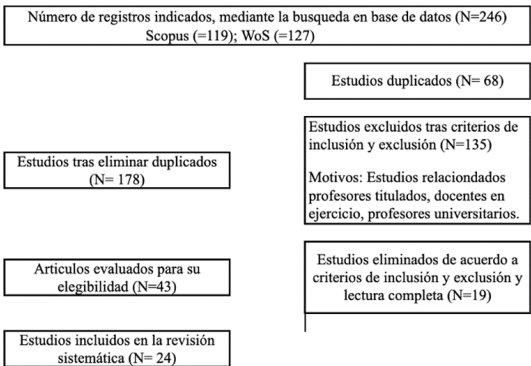 Número de registros indicados, mediante la busqueda en base de datos (N=246)
Scopus (=119); WoS (=127)
Estudios duplicados (N= 68)
Estudios excluidos tras criterios de
inclusión y exclusión (N=135)
Motivos: Estudios relaciondados
profesores titulados, docentes en
ejercicio, profesores universitarios.
Estudios tras eliminar duplicados
(N= 178)
Articulos evaluados para su
elegibilidad (N=43)
Estudios eliminados de acuerdo a
criterios de inclusión y exclusión y
lectura completa (N=19)
Estudios incluidos en la revisión
sistemática (N= 24)